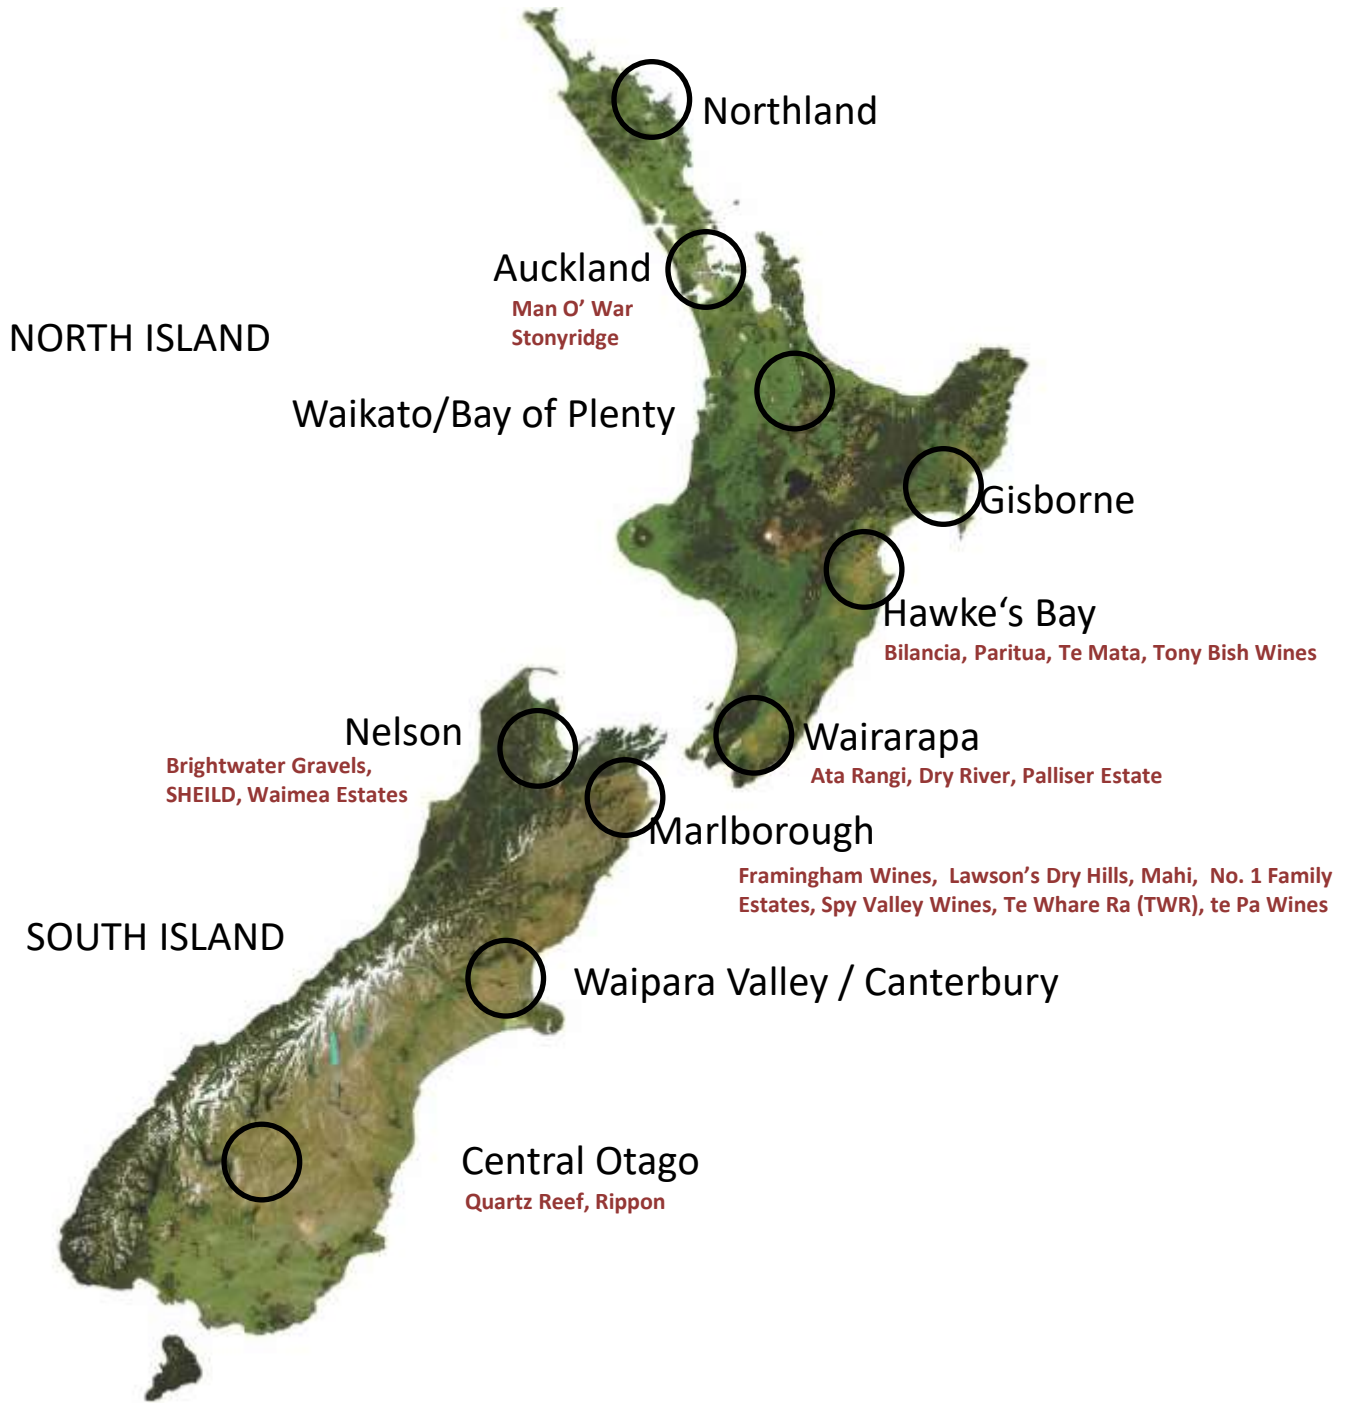 Northland
Auckland
Man O’ War
Stonyridge
NORTH ISLAND
Waikato/Bay of Plenty
Gisborne
Hawke‘s Bay
Bilancia, Paritua, Te Mata, Tony Bish Wines
Nelson
Brightwater Gravels,
SHEILD, Waimea Estates
Wairarapa
Ata Rangi, Dry River, Palliser Estate
Marlborough
Framingham Wines, Lawson’s Dry Hills, Mahi, No. 1 Family
Estates, Spy Valley Wines, Te Whare Ra (TWR), te Pa Wines
SOUTH ISLAND
Waipara Valley / Canterbury
Central Otago
Quartz Reef, Rippon